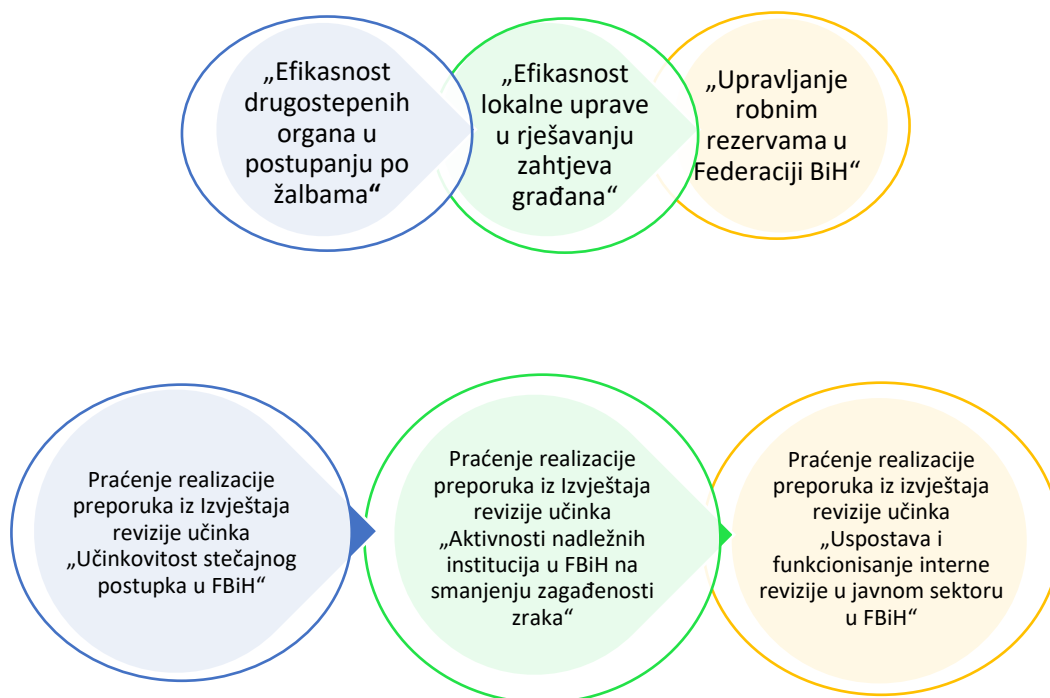 „Efikasnost
drugostepenih
organa u
postupanju po
žalbama“
„Efikasnost
lokalne uprave
u rješavanju
zahtjeva
građana“
„Upravljanje
robnim
rezervama u
Federaciji BiH“
Praćenje realizacije
preporuka iz Izvještaja
revizije učinka
„Učinkovitost stečajnog
postupka u FBiH“
Praćenje realizacije
preporuka iz Izvještaja
revizije učinka
„Aktivnosti nadležnih
institucija u FBiH na
smanjenju zagađenosti
zraka“
Praćenje realizacije
preporuka iz izvještaja
revizije učinka
„Uspostava i
funkcionisanje interne
revizije u javnom sektoru
u FBiH“